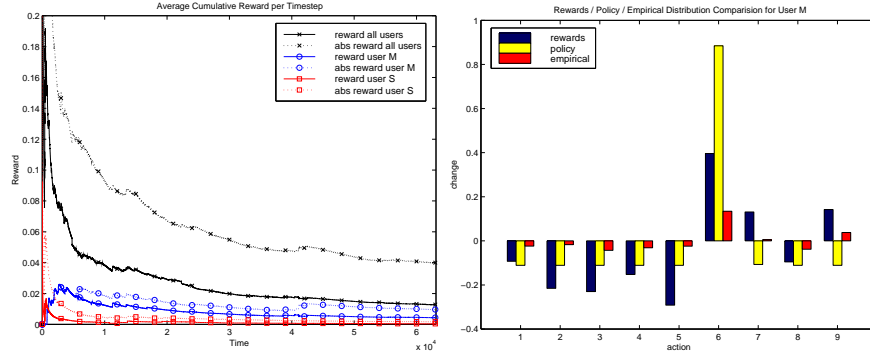 Average Cumulative Reward per Timestep
Reward
0.2
0.18
0.16
0.14
0.12
0.1
0.08
0.06
0.04
0.02
0
reward all users
abs reward all users
reward user M
abs reward user M
reward user S
abs reward user S
0 1 2 3 4 5 6
Time
x 10^4
Rewards / Policy / Empirical Distribution Comparision for User M
change
1
0.8
0.6
0.4
0.2
0
−0.2
−0.4
rewards
policy
empirical
1 2 3 4 5 6 7 8 9
action